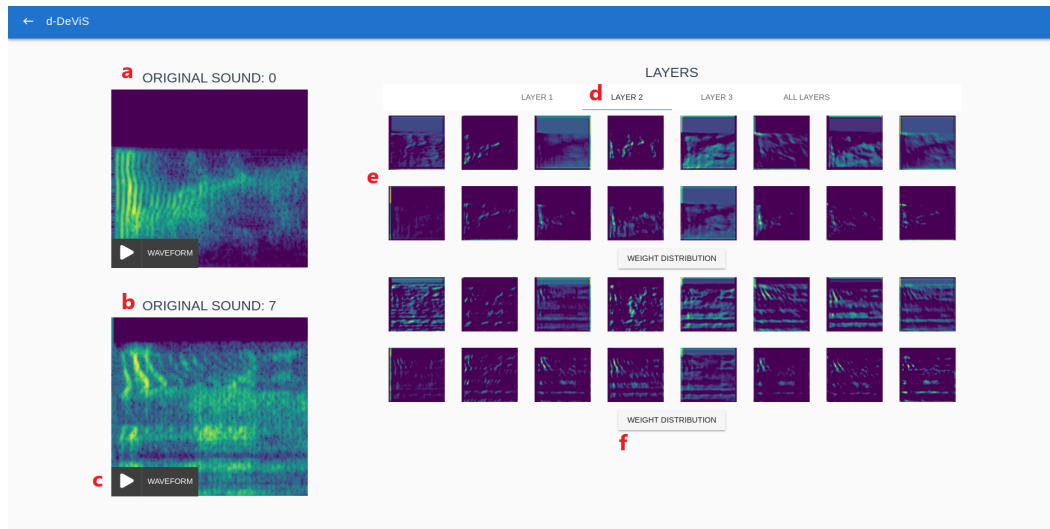 ← d-DeViS
a ORIGINAL SOUND: 0
WAVEFORM
b ORIGINAL SOUND: 7
c WAVEFORM
LAYERS
LAYER 1 d LAYER 2 LAYER 3 ALL LAYERS
e
WEIGHT DISTRIBUTION
WEIGHT DISTRIBUTION
f